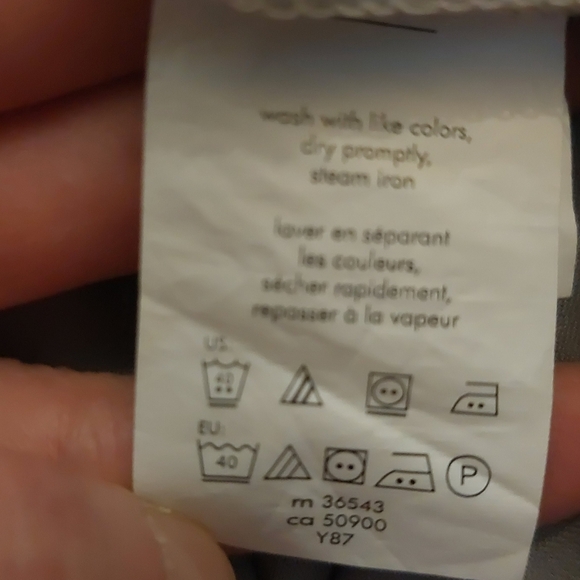 wash with like colors,
dry promptly,
steam iron
laver en séparant
les couleurs,
sécher rapidement,
repasser à la vapeur
US:
40
EU:
40
P
rn 36543
ca 50900
Y87